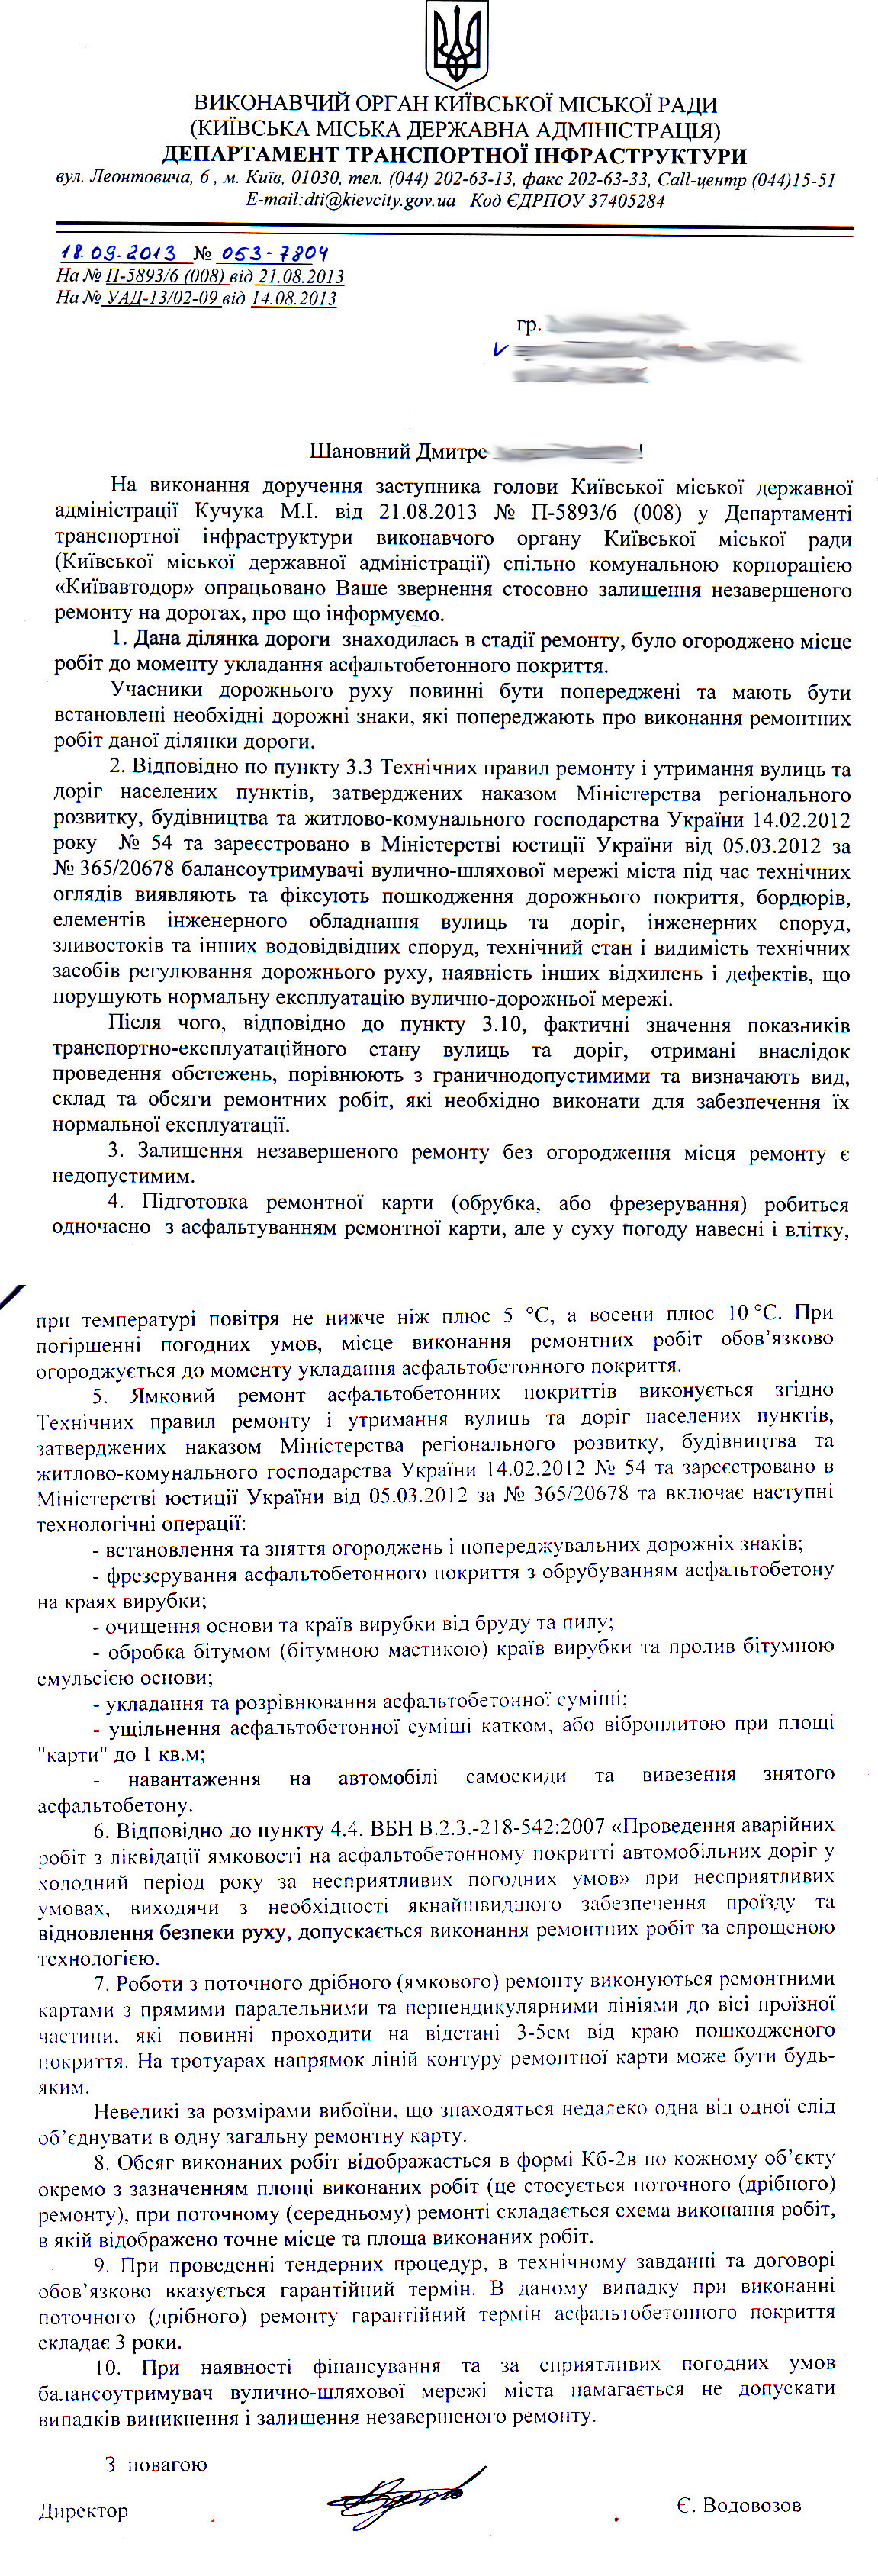 ВИКОНАВЧИЙ ОРГАН КИЇВСЬКОЇ МІСЬКОЇ РАДИ
(КИЇВСЬКА МІСЬКА ДЕРЖАВНА АДМІНІСТРАЦІЯ)
ДЕПАРТАМЕНТ ТРАНСПОРТНОЇ ІНФРАСТРУКТУРИ
вул. Леонтовича, 6 , м. Київ, 01030, тел. (044) 202-63-13, факс 202-63-33, Call-центр (044)15-51
E-mail:dti@kievcity.gov.ua Код ЄДРПОУ 37405284
18.09.2013 № 053-7804
На № П-5893/6 (008) від 21.08.2013
На № УАД-13/02-09 від 14.08.2013
гр.
Шановний Дмитре !
На виконання доручення заступника голови Київської міської державної
адміністрації Кучука М.І. від 21.08.2013 № П-5893/6 (008) у Департаменті
транспортної інфраструктури виконавчого органу Київської міської ради
(Київської міської державної адміністрації) спільно комунальною корпорацією
«Київавтодор» опрацьовано Ваше звернення стосовно залишення незавершеного
ремонту на дорогах, про що інформуємо.
1. Дана ділянка дороги знаходилась в стадії ремонту, було огороджено місце
робіт до моменту укладання асфальтобетонного покриття.
Учасники дорожнього руху повинні бути попереджені та мають бути
встановлені необхідні дорожні знаки, які попереджають про виконання ремонтних
робіт даної ділянки дороги.
2. Відповідно по пункту 3.3 Технічних правил ремонту і утримання вулиць та
доріг населених пунктів, затверджених наказом Міністерства регіонального
розвитку, будівництва та житлово-комунального господарства України 14.02.2012
року № 54 та зареєстровано в Міністерстві юстиції України від 05.03.2012 за
№ 365/20678 балансоутримувачі вулично-шляхової мережі міста під час технічних
оглядів виявляють та фіксують пошкодження дорожнього покриття, бордюрів,
елементів інженерного обладнання вулиць та доріг, інженерних споруд,
зливостоків та інших водовідвідних споруд, технічний стан і видимість технічних
засобів регулювання дорожнього руху, наявність інших відхилень і дефектів, що
порушують нормальну експлуатацію вулично-дорожньої мережі.
Після чого, відповідно до пункту 3.10, фактичні значення показників
транспортно-експлуатаційного стану вулиць та доріг, отримані внаслідок
проведення обстежень, порівнюють з граничнодопустимими та визначають вид,
склад та обсяги ремонтних робіт, які необхідно виконати для забезпечення їх
нормальної експлуатації.
3. Залишення незавершеного ремонту без огородження місця ремонту є
недопустимим.
4. Підготовка ремонтної карти (обрубка, або фрезерування) робиться
одночасно з асфальтуванням ремонтної карти, але у суху погоду навесні і влітку,
при температурі повітря не нижче ніж плюс 5 °С, а восени плюс 10 °С. При
погіршенні погодних умов, місце виконання ремонтних робіт обов’язково
огороджується до моменту укладання асфальтобетонного покриття.
5. Ямковий ремонт асфальтобетонних покриттів виконується згідно
Технічних правил ремонту і утримання вулиць та доріг населених пунктів,
затверджених наказом Міністерства регіонального розвитку, будівництва та
житлово-комунального господарства України 14.02.2012 № 54 та зареєстровано в
Міністерстві юстиції України від 05.03.2012 за № 365/20678 та включає наступні
технологічні операції:
- встановлення та зняття огороджень і попереджувальних дорожніх знаків;
- фрезерування асфальтобетонного покриття з обрубуванням асфальтобетону
на краях вирубки;
- очищення основи та країв вирубки від бруду та пилу;
- обробка бітумом (бітумною мастикою) країв вирубки та пролив бітумною
емульсією основи;
- укладання та розрівнювання асфальтобетонної суміші;
- ущільнення асфальтобетонної суміші катком, або віброплитою при площі
"карти" до 1 кв.м;
- навантаження на автомобілі самоскиди та вивезення знятого
асфальтобетону.
6. Відповідно до пункту 4.4. ВБН В.2.3.-218-542:2007 «Проведення аварійних
робіт з ліквідації ямковості на асфальтобетонному покритті автомобільних доріг у
холодний період року за несприятливих погодних умов» при несприятливих
умовах, виходячи з необхідності якнайшвидшого забезпечення проїзду та
відновлення безпеки руху, допускається виконання ремонтних робіт за спрощеною
технологією.
7. Роботи з поточного дрібного (ямкового) ремонту виконуються ремонтними
картами з прямими паралельними та перпендикулярними лініями до вісі проїзної
частини, які повинні проходити на відстані 3-5см від краю пошкодженого
покриття. На тротуарах напрямок ліній контуру ремонтної карти може бути будь-
яким.
Невеликі за розмірами вибоїни, що знаходяться недалеко одна від одної слід
об’єднувати в одну загальну ремонтну карту.
8. Обсяг виконаних робіт відображається в формі Кб-2в по кожному об’єкту
окремо з зазначенням площі виконаних робіт (це стосується поточного (дрібного)
ремонту), при поточному (середньому) ремонті складається схема виконання робіт,
в якій відображено точне місце та площа виконаних робіт.
9. При проведенні тендерних процедур, в технічному завданні та договорі
обов’язково вказується гарантійний термін. В даному випадку при виконанні
поточного (дрібного) ремонту гарантійний термін асфальтобетонного покриття
складає 3 роки.
10. При наявності фінансування та за сприятливих погодних умов
балансоутримувач вулично-шляхової мережі міста намагається не допускати
випадків виникнення і залишення незавершеного ремонту.
З повагою
Директор Є. Водовозов